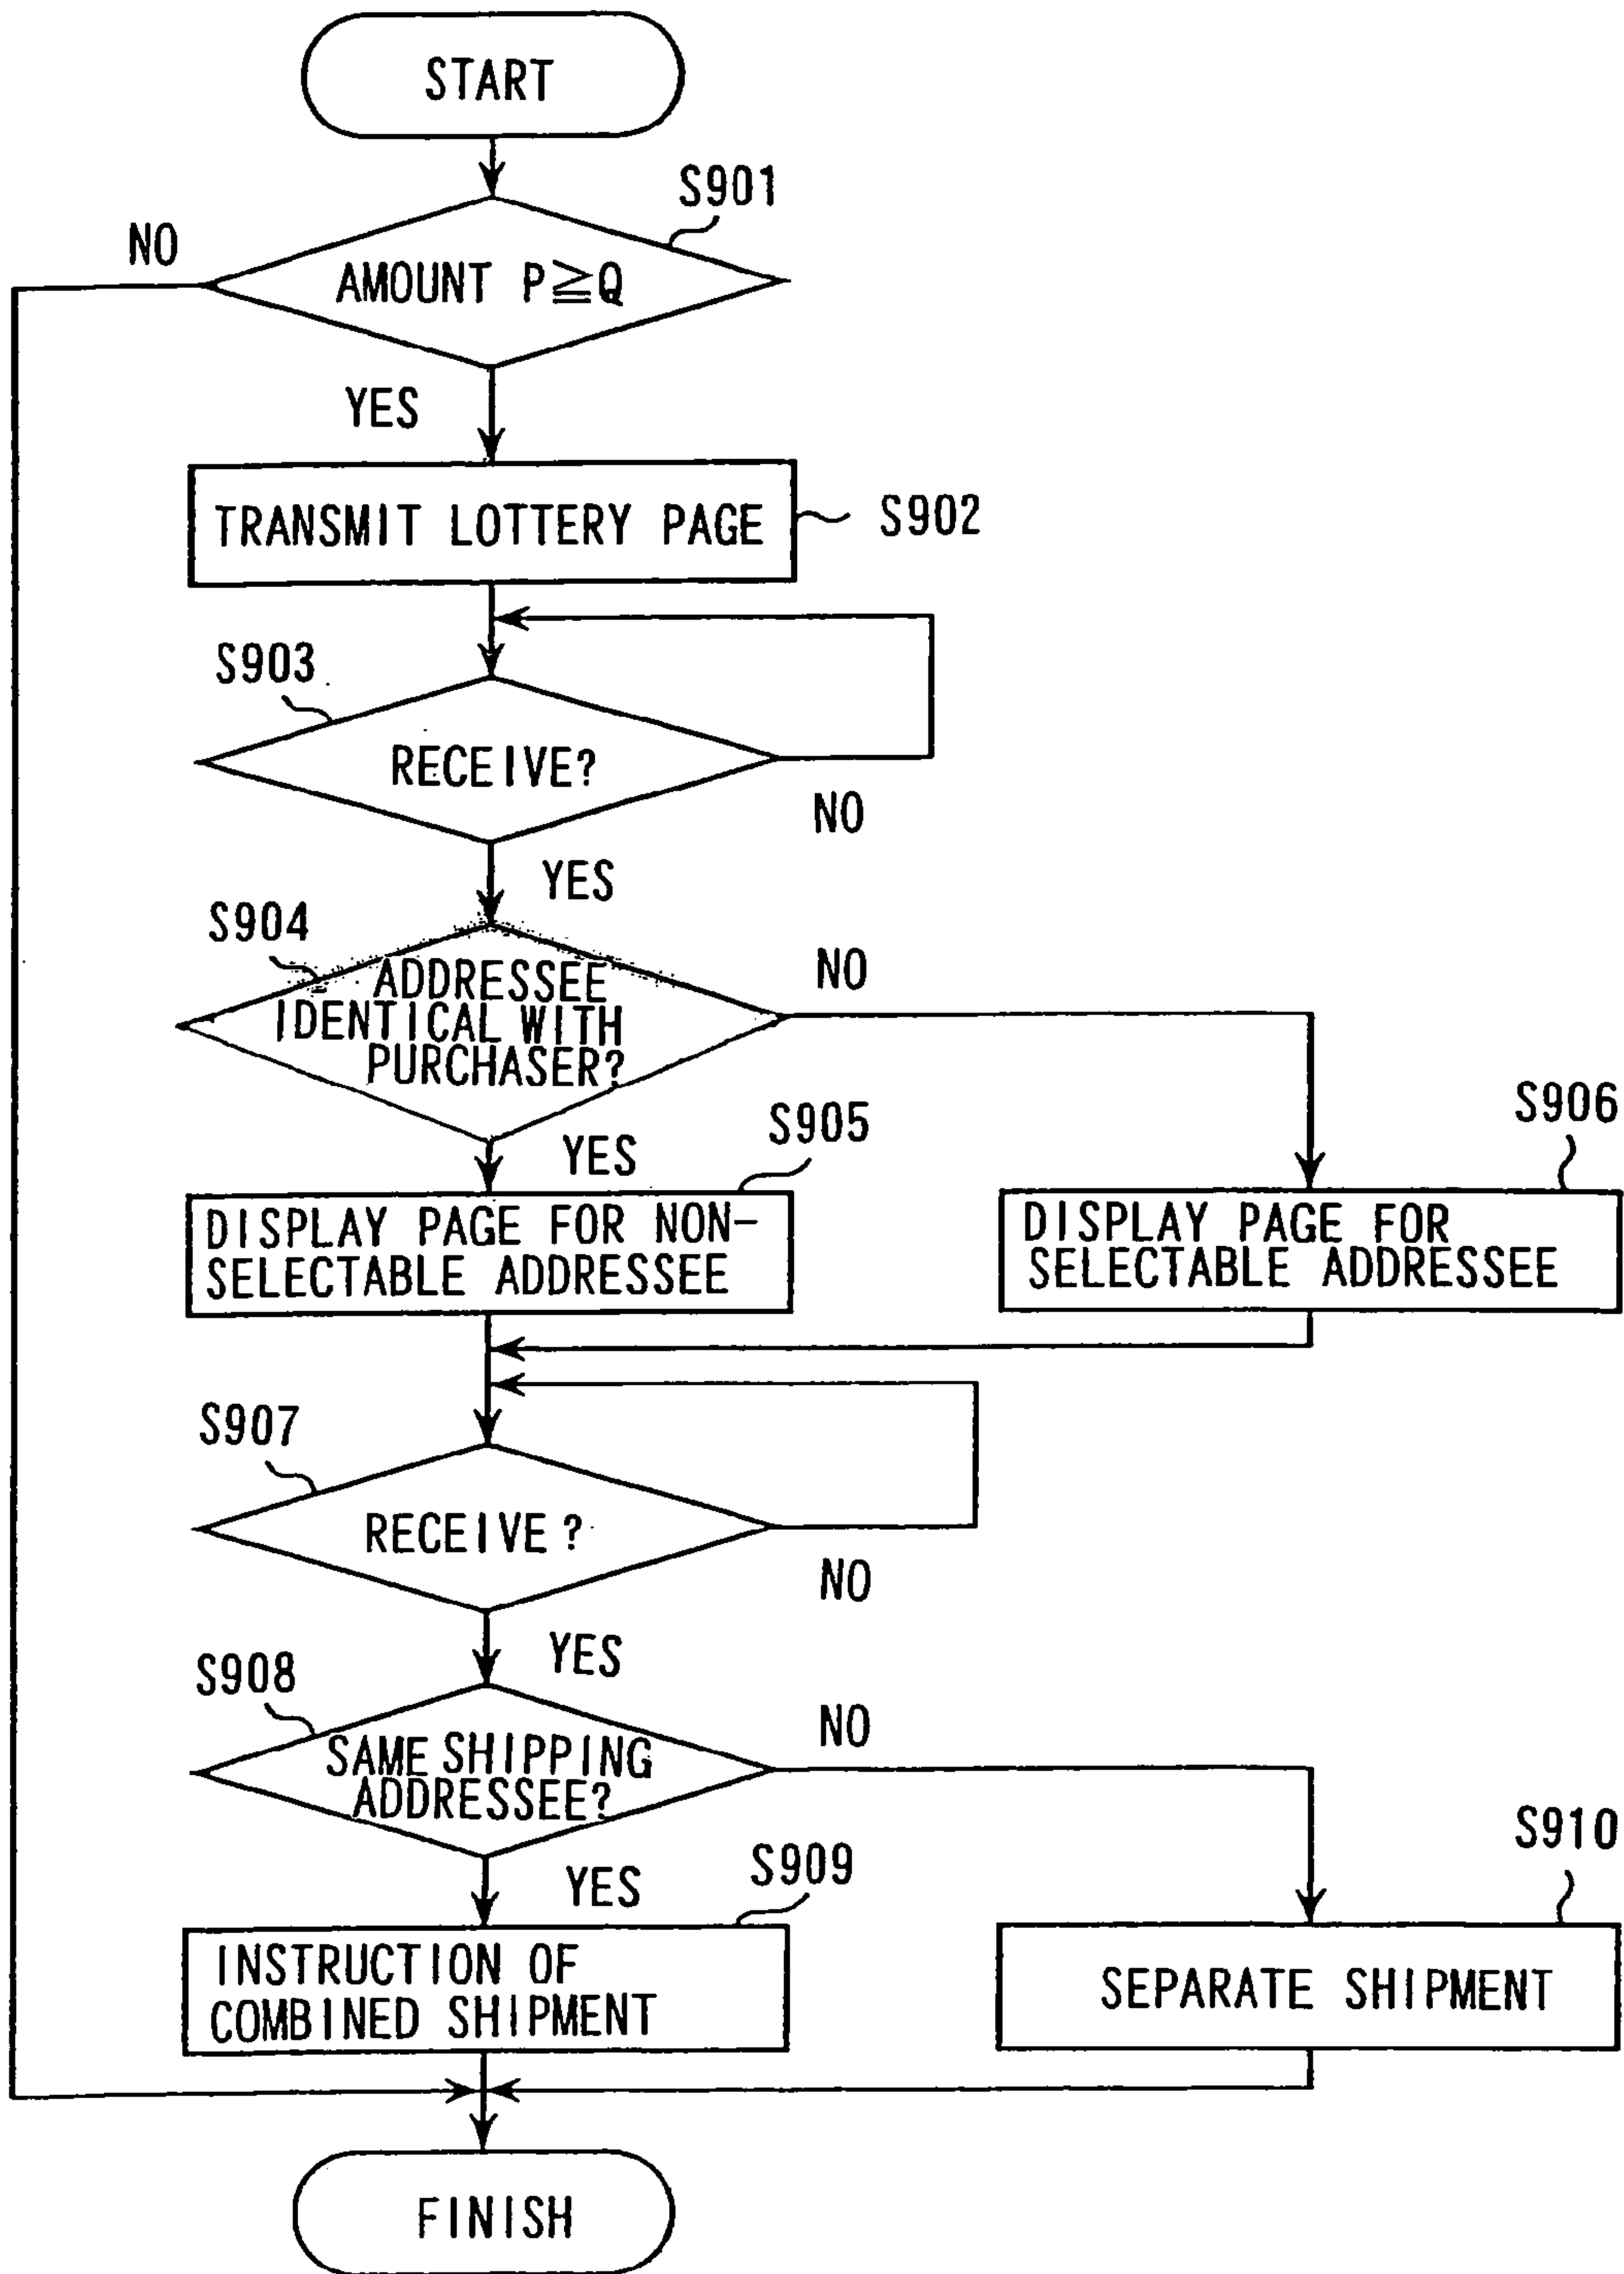 START
S901
NO
AMOUNT P≧Q
YES
TRANSMIT LOTTERY PAGE
S902
S903
RECEIVE?
NO
YES
S904
NO
ADDRESSEE
IDENTICAL WITH
PURCHASER?
S906
S905
YES
DISPLAY PAGE FOR NON-
SELECTABLE ADDRESSEE
DISPLAY PAGE FOR
SELECTABLE ADDRESSEE
S907
RECEIVE?
NO
YES
S908
NO
SAME SHIPPING
ADDRESSEE?
S910
S909
YES
INSTRUCTION OF
COMBINED SHIPMENT
SEPARATE SHIPMENT
FINISH